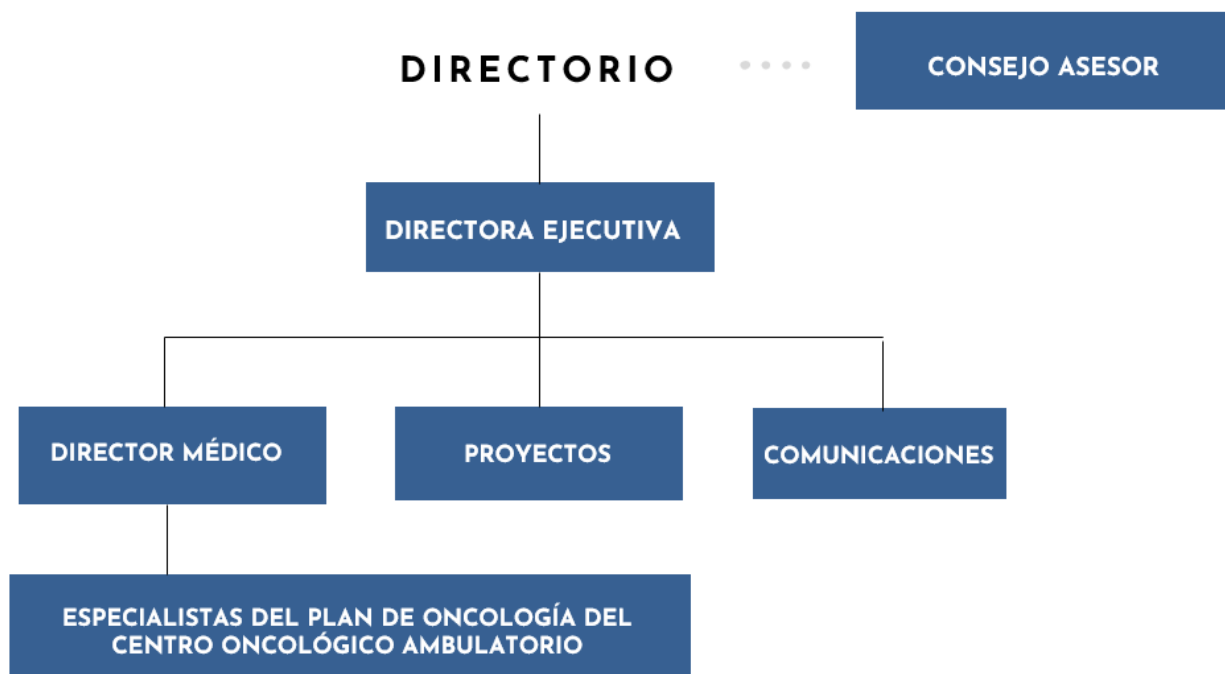 DIRECTORIO
CONSEJO ASESOR
DIRECTORA EJECUTIVA
DIRECTOR MÉDICO
PROYECTOS
COMUNICACIONES
ESPECIALISTAS DEL PLAN DE ONCOLOGÍA DEL
CENTRO ONCOLÓGICO AMBULATORIO